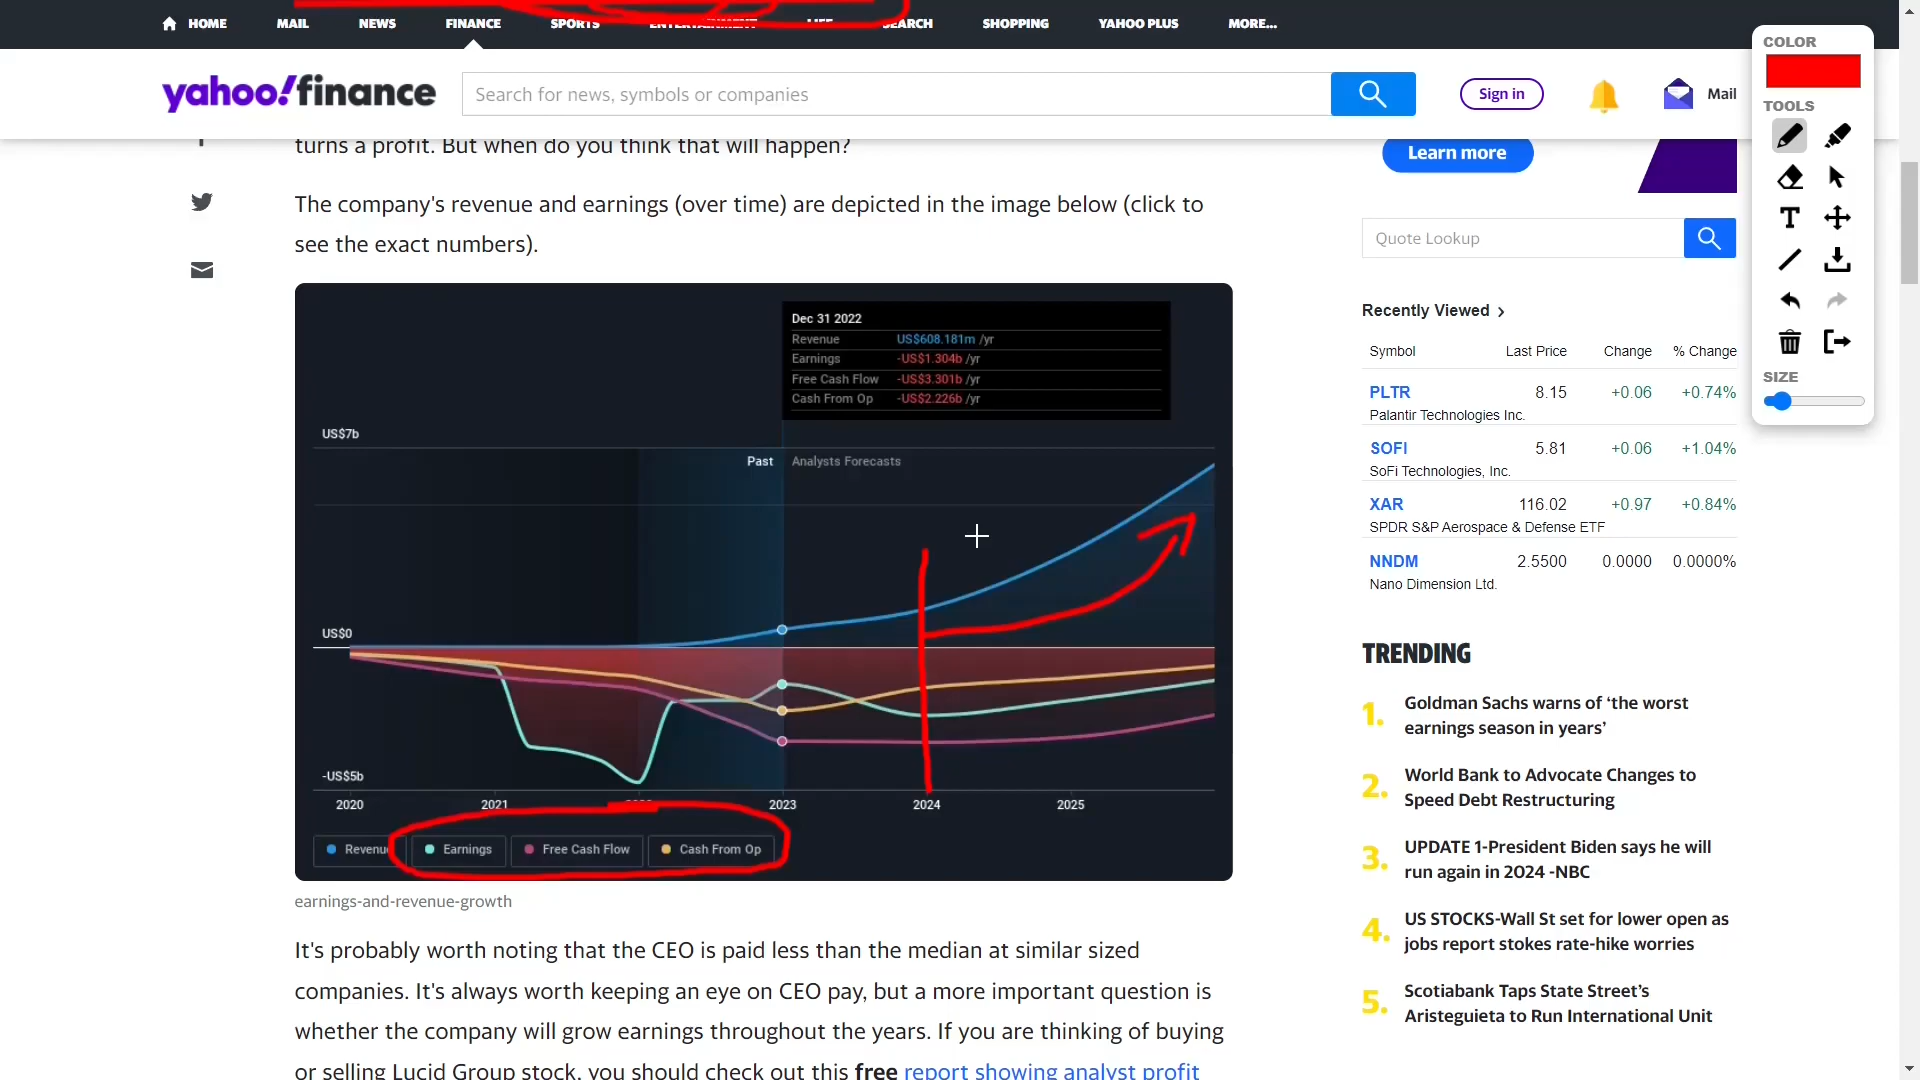 HOME MAIL NEWS FINANCE SPORTS ENTERTAINMENT LIFE SEARCH SHOPPING YAHOO PLUS MORE...
yahoo!finance
Search for news, symbols or companies
Sign in
Mail
turns a profit. But when do you think that will happen?
The company's revenue and earnings (over time) are depicted in the image below (click to
see the exact numbers).
Dec 31 2022
Revenue US$608.181m /yr
Earnings -US$1.304b /yr
Free Cash Flow -US$3.301b /yr
Cash From Op -US$2.226b /yr
US$7b
Past Analysts Forecasts
US$0
-US$5b
2020 2021 2023 2024 2025
Revenue Earnings Free Cash Flow Cash From Op
earnings-and-revenue-growth
It's probably worth noting that the CEO is paid less than the median at similar sized
companies. It's always worth keeping an eye on CEO pay, but a more important question is
whether the company will grow earnings throughout the years. If you are thinking of buying
or selling Lucid Group stock, you should check out this free report showing analyst profit
Learn more
Quote Lookup
Recently Viewed
Symbol Last Price Change % Change
PLTR 8.15 +0.06 +0.74%
Palantir Technologies Inc.
SOFI 5.81 +0.06 +1.04%
SoFi Technologies, Inc.
XAR 116.02 +0.97 +0.84%
SPDR S&P Aerospace & Defense ETF
NNDM 2.5500 0.0000 0.0000%
Nano Dimension Ltd.
TRENDING
1. Goldman Sachs warns of ‘the worst
earnings season in years’
2. World Bank to Advocate Changes to
Speed Debt Restructuring
3. UPDATE 1-President Biden says he will
run again in 2024 -NBC
4. US STOCKS-Wall St set for lower open as
jobs report stokes rate-hike worries
5. Scotiabank Taps State Street’s
Aristeguieta to Run International Unit
COLOR
TOOLS
T
SIZE